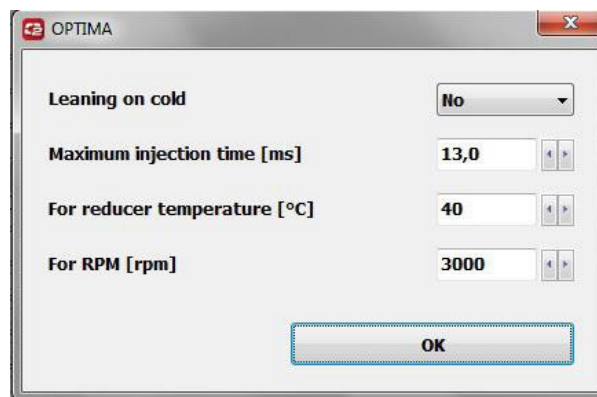 OPTIMA
Leaning on cold No
Maximum injection time [ms] 13,0
For reducer temperature [°C] 40
For RPM [rpm] 3000
OK